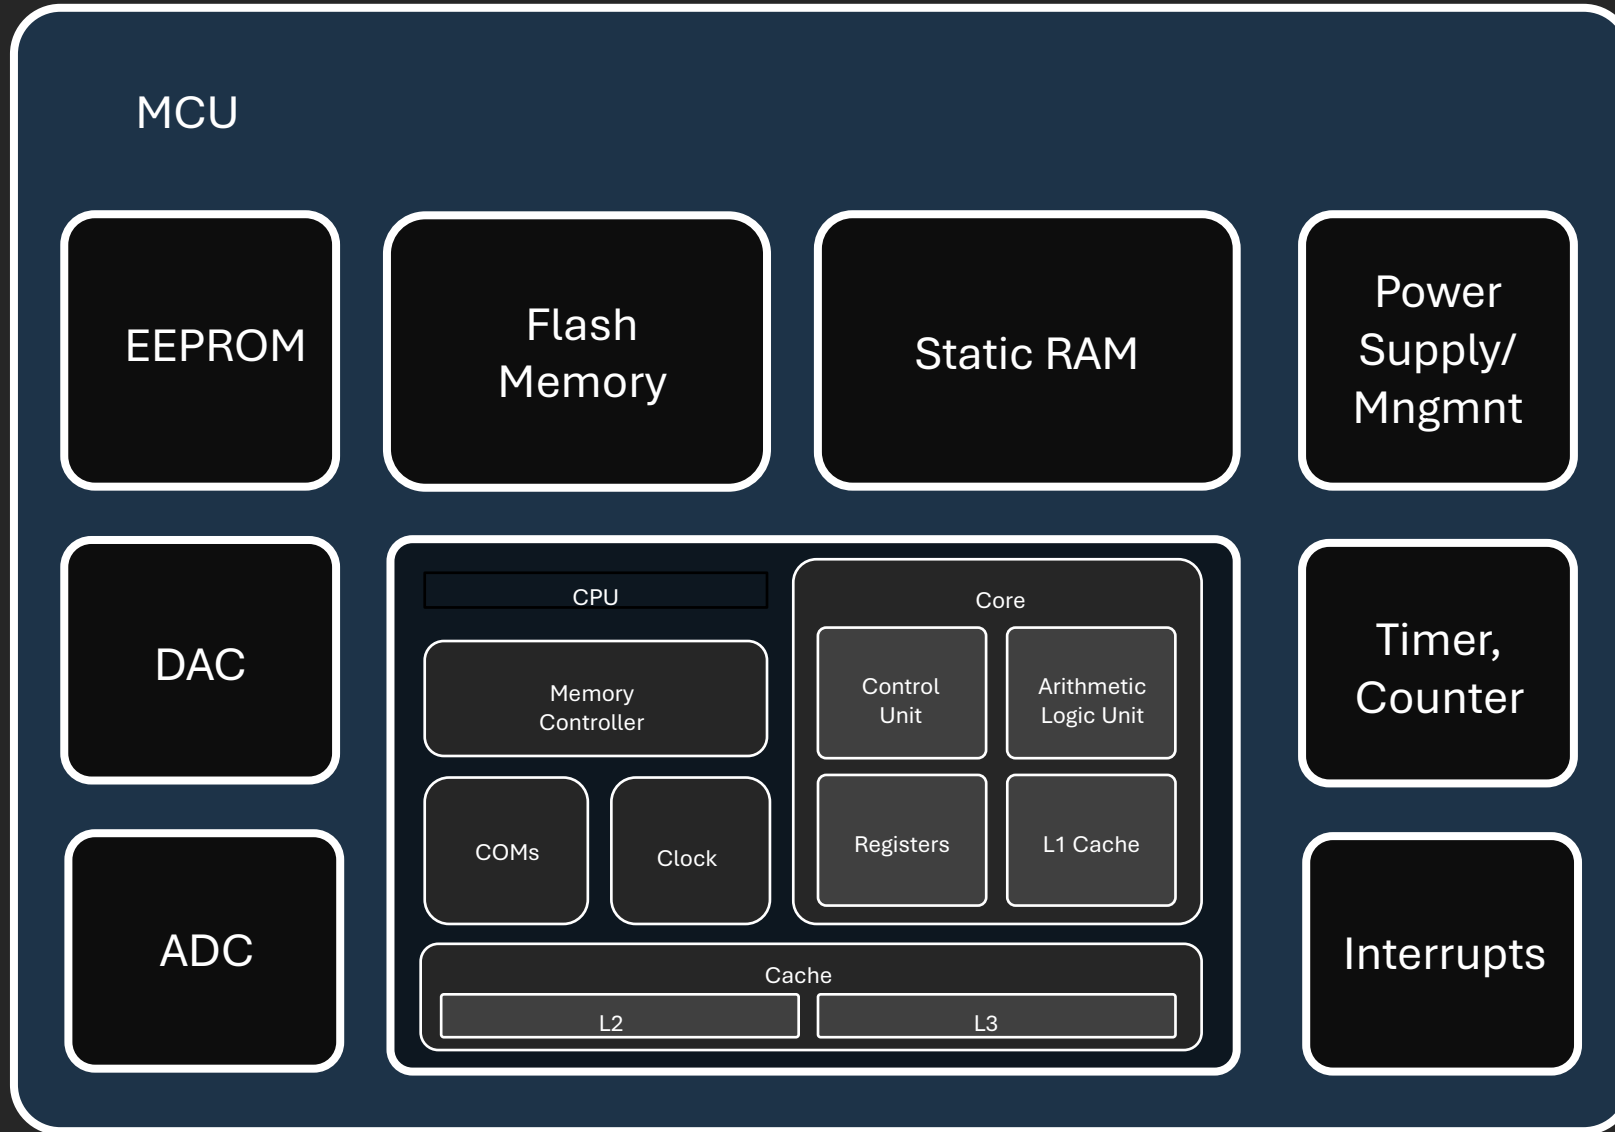 MCU
EEPROM
Flash
Memory
Static RAM
Power
Supply/
Mngmnt
DAC
CPU
Memory
Controller
COMs
Clock
Core
Control
Unit
Arithmetic
Logic Unit
Registers
L1 Cache
Cache
L2
L3
Timer,
Counter
ADC
Interrupts